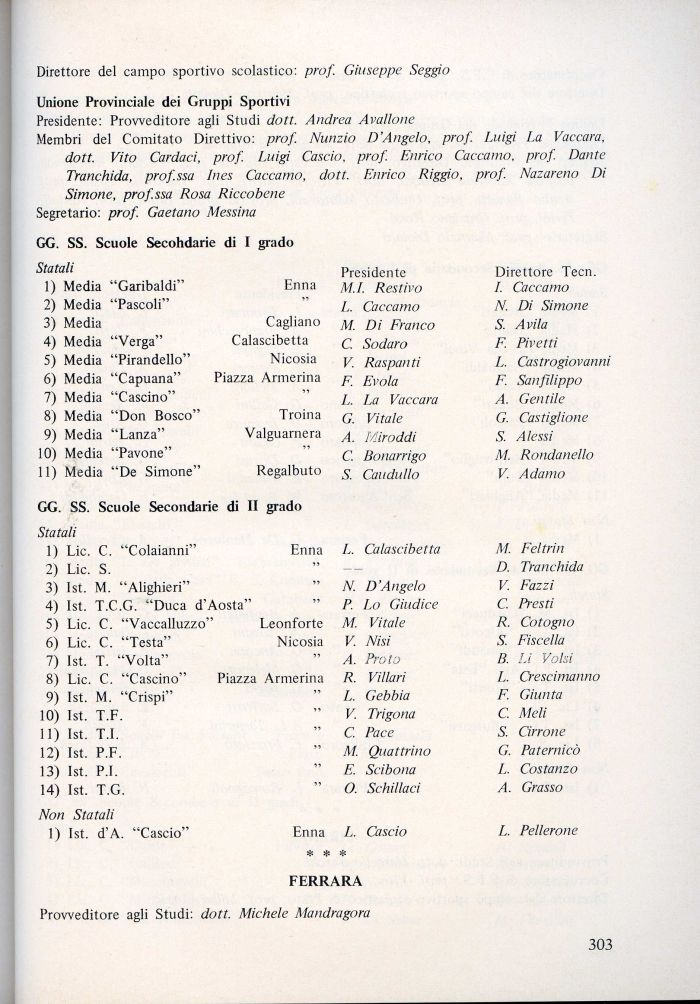 Direttore del campo sportivo scolastico: prof. Giuseppe Seggio
Unione Provinciale dei Gruppi Sportivi
Presidente: Provveditore agli Studi dott. Andrea Avallone
Membri del Comitato Direttivo: prof. Nunzio D'Angelo, prof. Luigi La Vaccara,
dott. Vito Cardaci, prof. Luigi Cascio, prof. Enrico Caccamo, prof. Dante
Tranchida, prof.ssa Ines Caccamo, dott. Enrico Riggio, prof. Nazareno Di
Simone, prof.ssa Rosa Riccobene
Segretario: prof. Gaetano Messina
GG. SS. Scuole Secohdarie di I grado
Statali Presidente Direttore Tecn.
1) Media “Garibaldi” Enna M.I. Restivo I. Caccamo
2) Media “Pascoli” ” L. Caccamo N. Di Simone
3) Media Cagliano M. Di Franco S. Avila
4) Media “Verga” Calascibetta C. Sodaro F. Pivetti
5) Media “Pirandello” Nicosia V. Raspanti L. Castrogiovanni
6) Media “Capuana” Piazza Armerina F. Evola F. Sanfilippo
7) Media “Cascino” ” L. La Vaccara A. Gentile
8) Media “Don Bosco” Troina G. Vitale G. Castiglione
9) Media “Lanza” Valguarnera A. Miroddi S. Alessi
10) Media “Pavone” ” C. Bonarrigo M. Rondanello
11) Media “De Simone” Regalbuto S. Caudullo V. Adamo
GG. SS. Scuole Secondarie di II grado
Statali
1) Lic. C. “Colaianni” Enna L. Calascibetta M. Feltrin
2) Lic. S. ” –– D. Tranchida
3) Ist. M. “Alighieri” ” N. D'Angelo V. Fazzi
4) Ist. T.C.G. “Duca d'Aosta” ” P. Lo Giudice C. Presti
5) Lic. C. “Vaccalluzzo” Leonforte M. Vitale R. Cotogno
6) Lic. C. “Testa” Nicosia V. Nisi S. Fiscella
7) Ist. T. “Volta” ” A. Proto B. Li Volsi
8) Lic. C. “Cascino” Piazza Armerina R. Villari L. Crescimanno
9) Ist. M. “Crispi” ” L. Gebbia F. Giunta
10) Ist. T.F. ” V. Trigona C. Meli
11) Ist. T.I. ” C. Pace S. Cirrone
12) Ist. P.F. ” M. Quattrino G. Paternicò
13) Ist. P.I. ” E. Scibona L. Costanzo
14) Ist. T.G. ” O. Schillaci A. Grasso
Non Statali
1) Ist. d'A. “Cascio” Enna L. Cascio L. Pellerone
* * *
FERRARA
Provveditore agli Studi: dott. Michele Mandragora
303